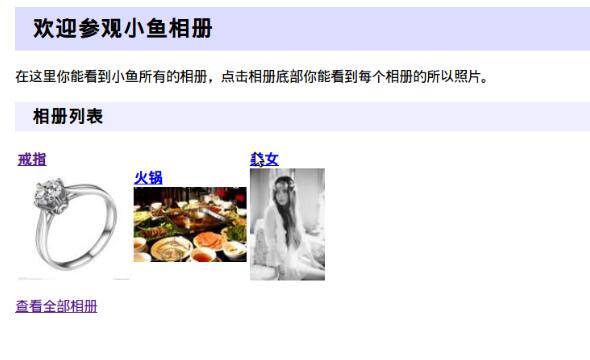 欢迎参观小鱼相册
在这里你能看到小鱼所有的相册，点击相册底部你能看到每个相册的所以照片。
相册列表
戒指
火锅
美女
查看全部相册